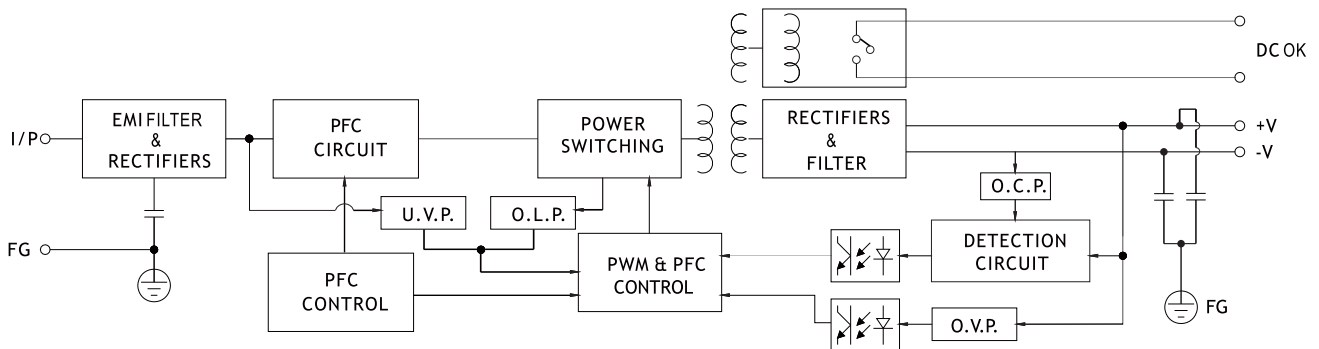 DC OK
I/P
EMI FILTER
&
RECTIFIERS
PFC
CIRCUIT
POWER
SWITCHING
RECTIFIERS
&
FILTER
+V
-V
U.V.P.
O.L.P.
O.C.P.
FG
PFC
CONTROL
PWM & PFC
CONTROL
DETECTION
CIRCUIT
O.V.P.
FG